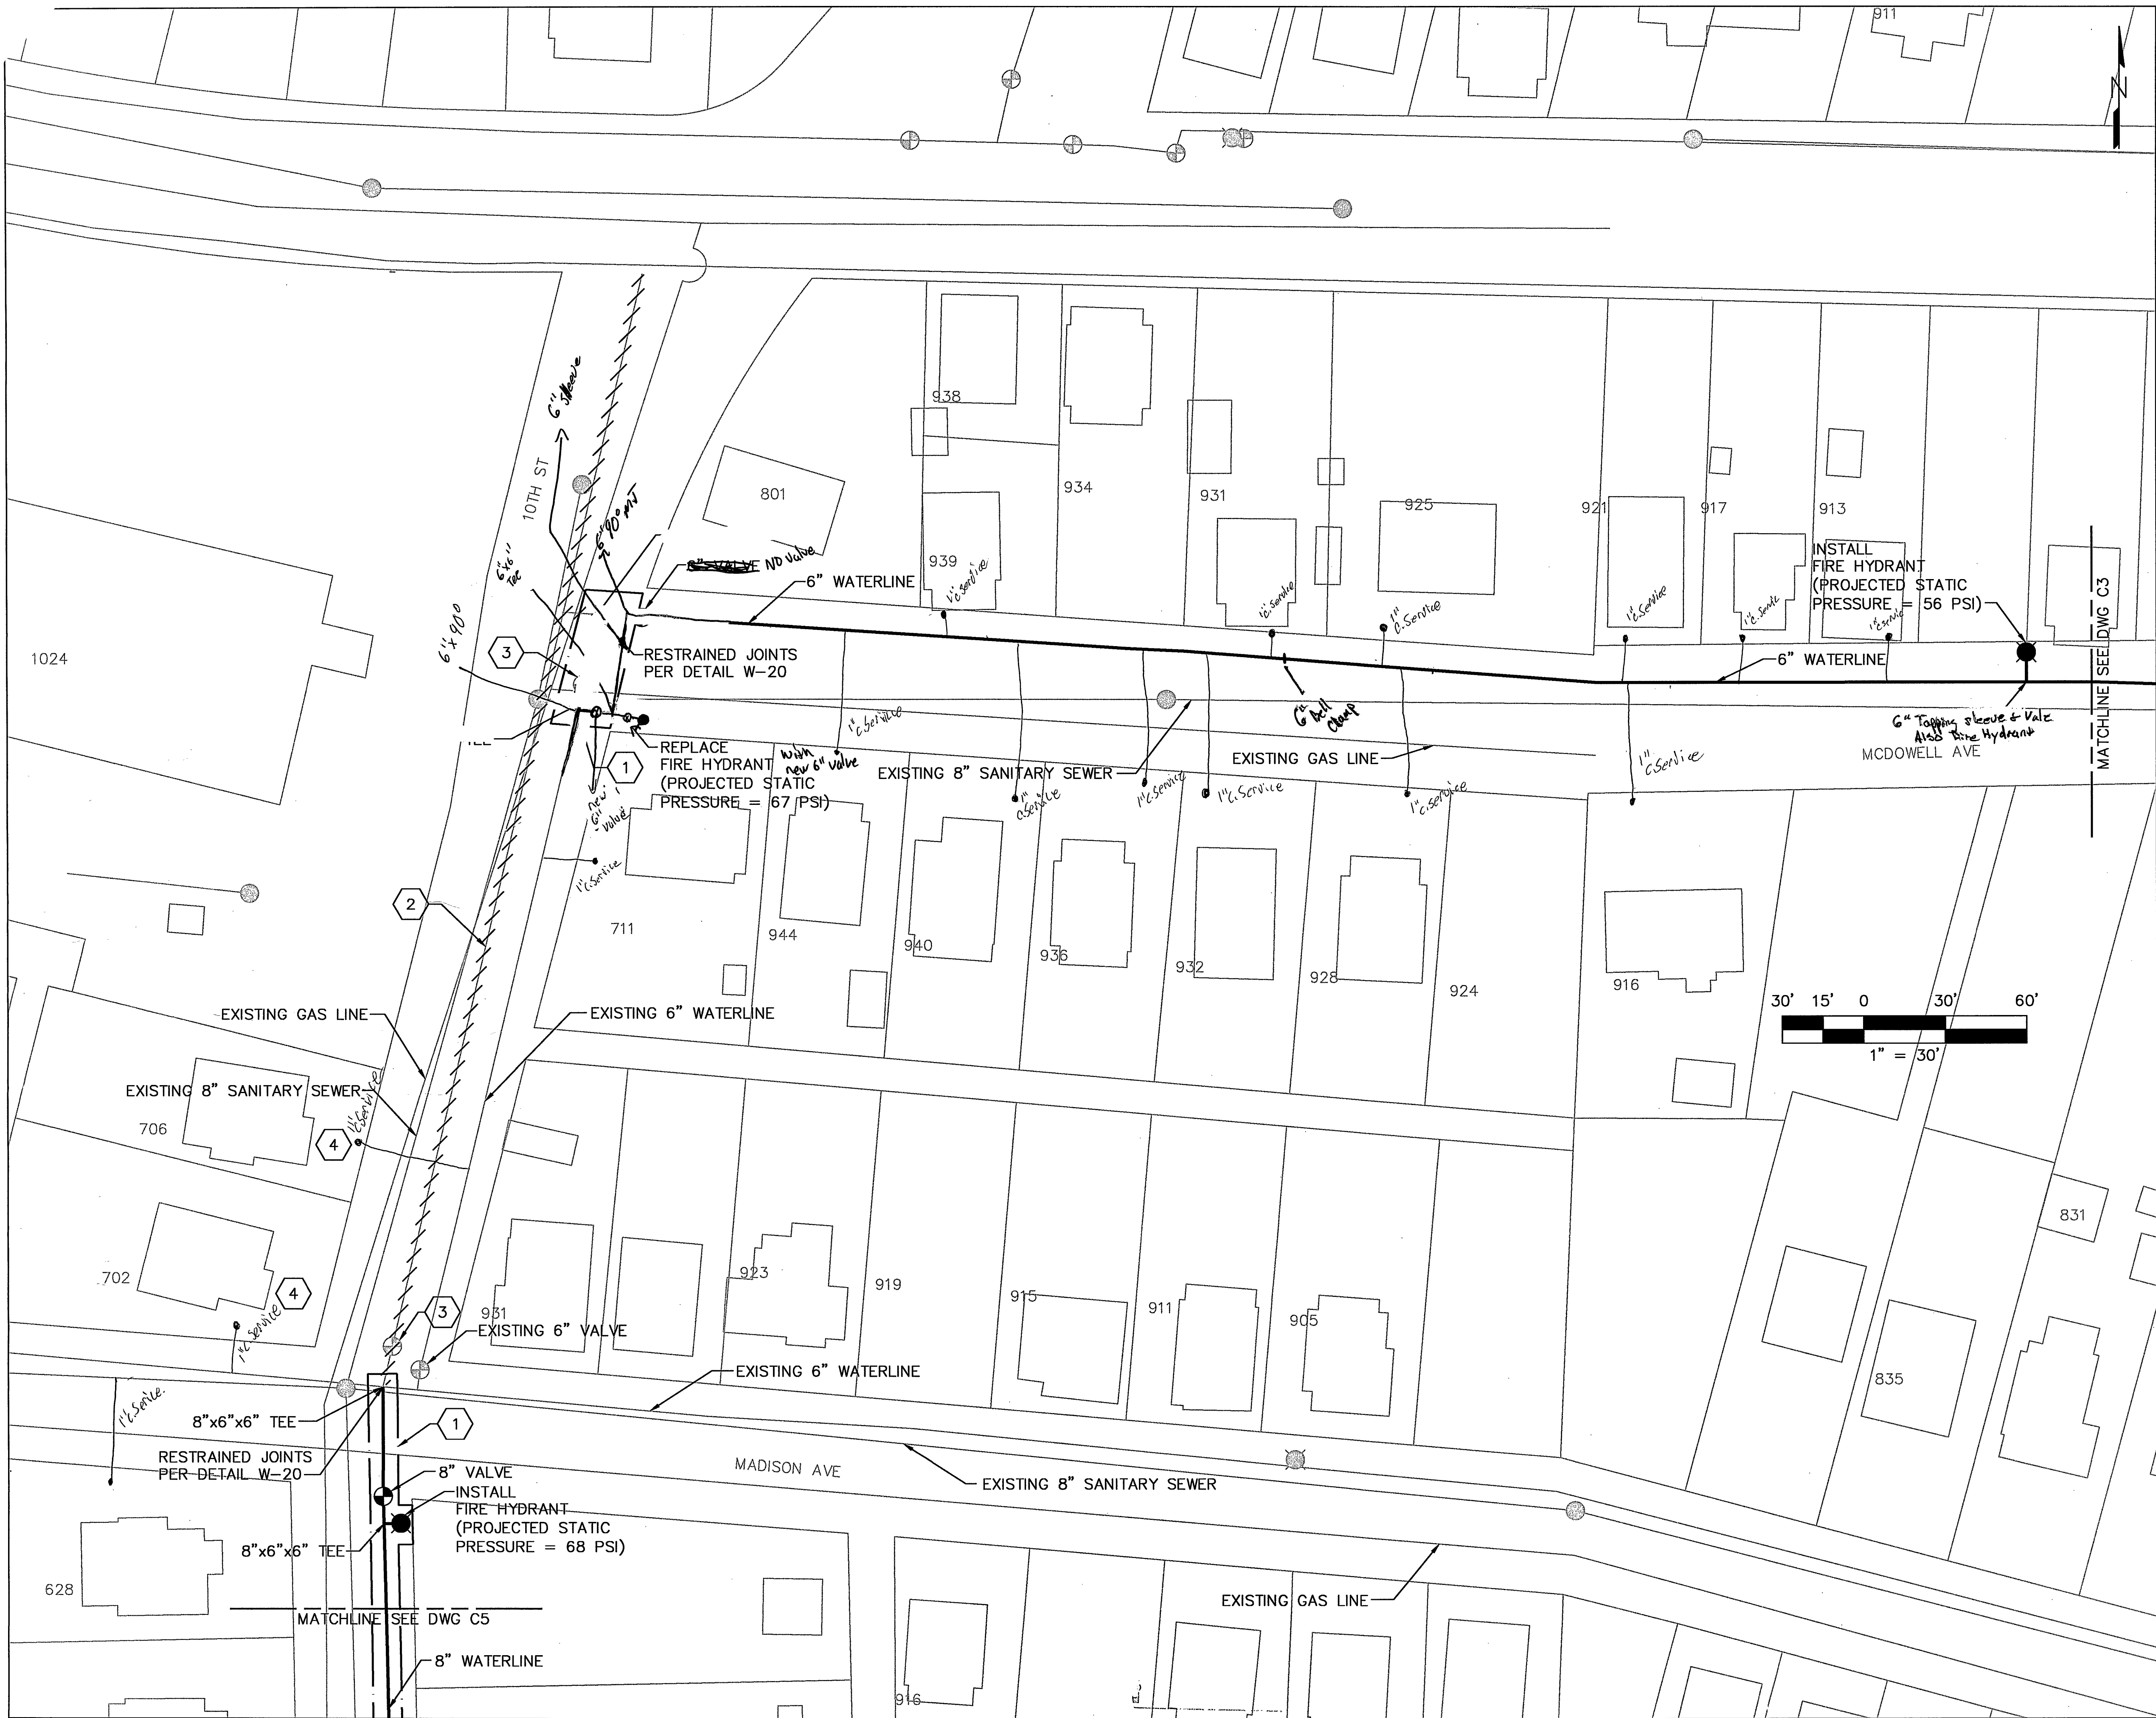 911
N
938
934
931
925
921
917
913
801
939
10TH ST
6" Sleeve
6" 90° MJ
6"x6"
Tee
8" VALVE NO Valve
6" WATERLINE
1" c. Service
1" c. Service
1"
C. Service
1" c. Service
1" c. Servic
1" c servic
INSTALL
FIRE HYDRANT
(PROJECTED STATIC
PRESSURE = 56 PSI)
MATCHLINE SEE DWG C3
1024
6" x 90°
3
RESTRAINED JOINTS
PER DETAIL W-20
6" WATERLINE
6" Bell
Clamp
6" Tapping sleeve & Valve
MCDOWELL AVE
TEE
REPLACE
FIRE HYDRANT with
new 6" valve
(PROJECTED STATIC
PRESSURE = 67 PSI)
1
new
6"
valve
1" c. Service
EXISTING 8" SANITARY SEWER
EXISTING GAS LINE
1"
c. Service
1" c. Service
1" c. Service
1" c. Service
1"
c. Service
1" c. Service
2
711
944
940
936
932
928
924
916
30' 15' 0 30' 60'
1" = 30'
EXISTING GAS LINE
EXISTING 6" WATERLINE
EXISTING 8" SANITARY SEWER
1" c. Service
706
4
831
702
4
1" c. Service
3
931
923
919
915
911
905
835
EXISTING 6" VALVE
EXISTING 6" WATERLINE
1" c. Service.
8"x6"x6" TEE
1
RESTRAINED JOINTS
PER DETAIL W-20
MADISON AVE
EXISTING 8" SANITARY SEWER
8" VALVE
INSTALL
FIRE HYDRANT
(PROJECTED STATIC
PRESSURE = 68 PSI)
8"x6"x6" TEE
628
EXISTING GAS LINE
MATCHLINE SEE DWG C5
8" WATERLINE
916